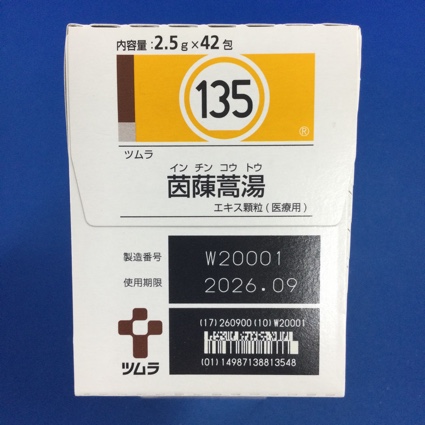 内容量:2.5g×42包
135
®
ツムラ
イン チン コウ トウ
茵蔯蒿湯
エキス顆粒(医療用)
製造番号 W20001
使用期限 2026.09
(17)260900(10)W20001
(01)14987138813548
ツムラ